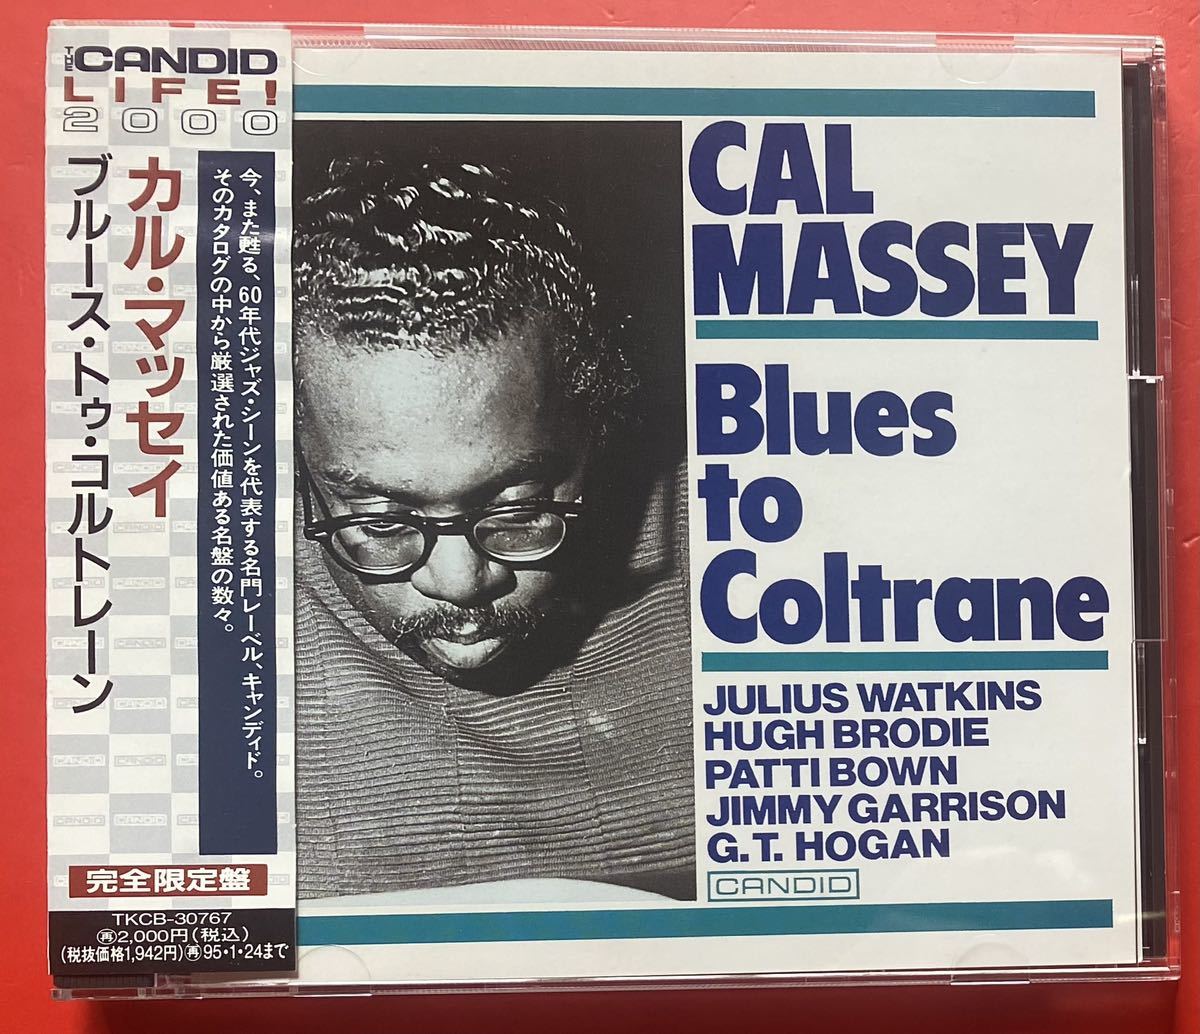 THE CANDID
LIFE!
2000
カル・マッセイ
ブルース・トゥ・コルトレーン
今、また甦る、60年代ジャズ・シーンを代表する名門レーベル、キャンディド。
そのカタログの中から厳選された価値ある名盤の数々。
完全限定盤
TKCB-30767
再2,000円(税込)
(税抜価格1,942円)再95・1・24まで
CAL
MASSEY
Blues
to
Coltrane
JULIUS WATKINS
HUGH BRODIE
PATTI BOWN
JIMMY GARRISON
G.T. HOGAN
CANDID